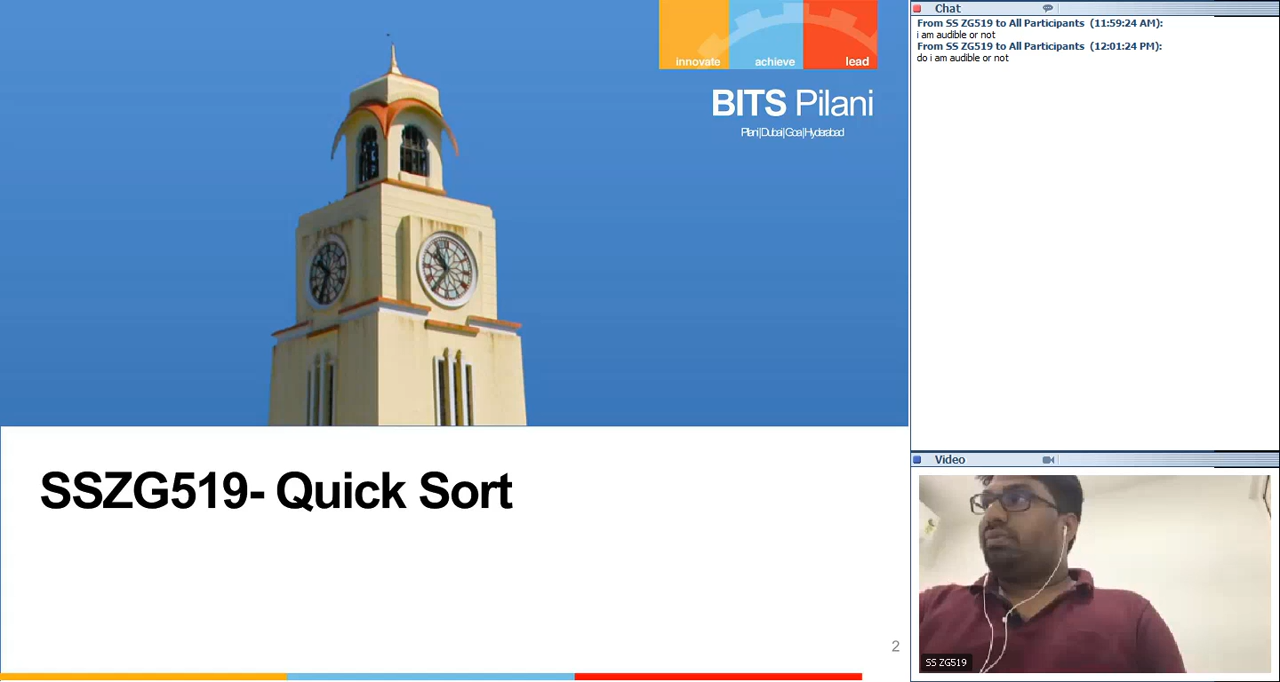 innovate achieve lead
BITS Pilani
Pilani|Dubai|Goa|Hyderabad
SSZG519- Quick Sort
2
Chat
From SS ZG519 to All Participants (11:59:24 AM):
i am audible or not
From SS ZG519 to All Participants (12:01:24 PM):
do i am audible or not
Video
SS ZG519